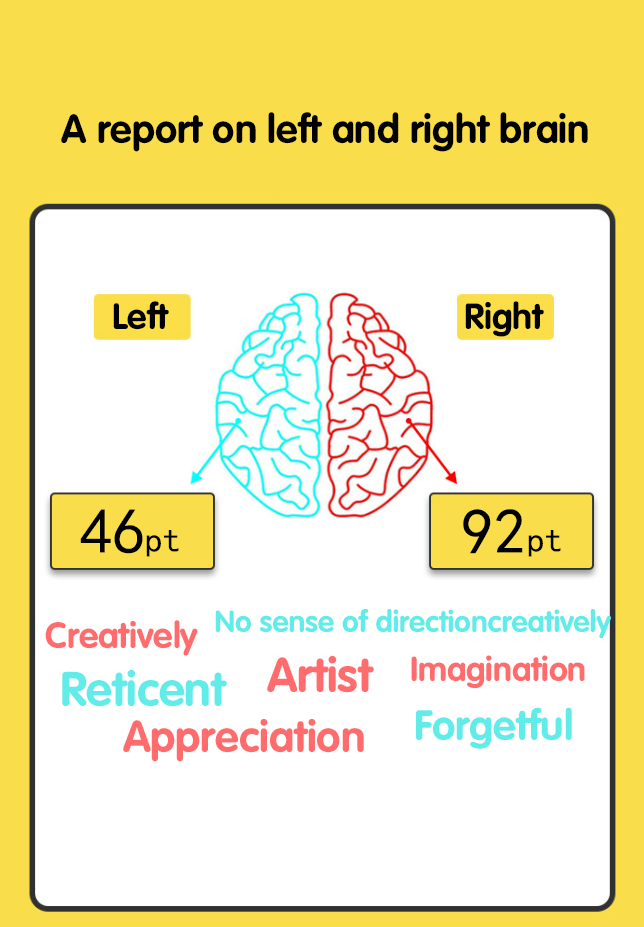 A report on left and right brain
Left
Right
46pt
92pt
Creatively
No sense of directioncreatively
Reticent
Artist
Imagination
Appreciation
Forgetful